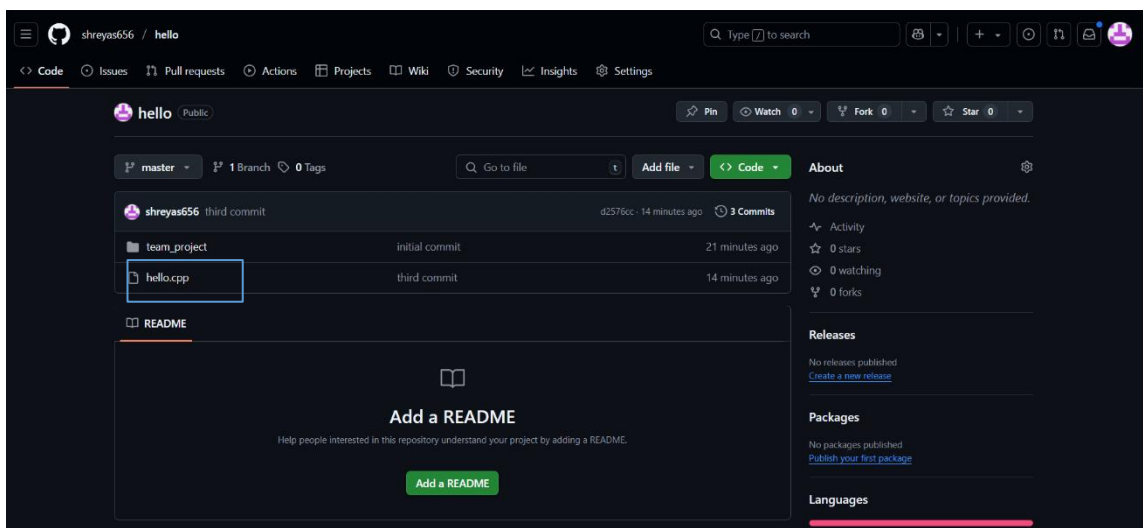 shreyas656 / hello
Type / to search
Code Issues Pull requests Actions Projects Wiki Security Insights Settings
hello Public
Pin Watch 0 Fork 0 Star 0
master 1 Branch 0 Tags
Go to file t Add file Code
shreyas656 third commit d2576cc · 14 minutes ago 3 Commits
team_project initial commit 21 minutes ago
hello.cpp third commit 14 minutes ago
README
Add a README
Help people interested in this repository understand your project by adding a README.
Add a README
About
No description, website, or topics provided.
Activity
0 stars
0 watching
0 forks
Releases
No releases published
Create a new release
Packages
No packages published
Publish your first package
Languages